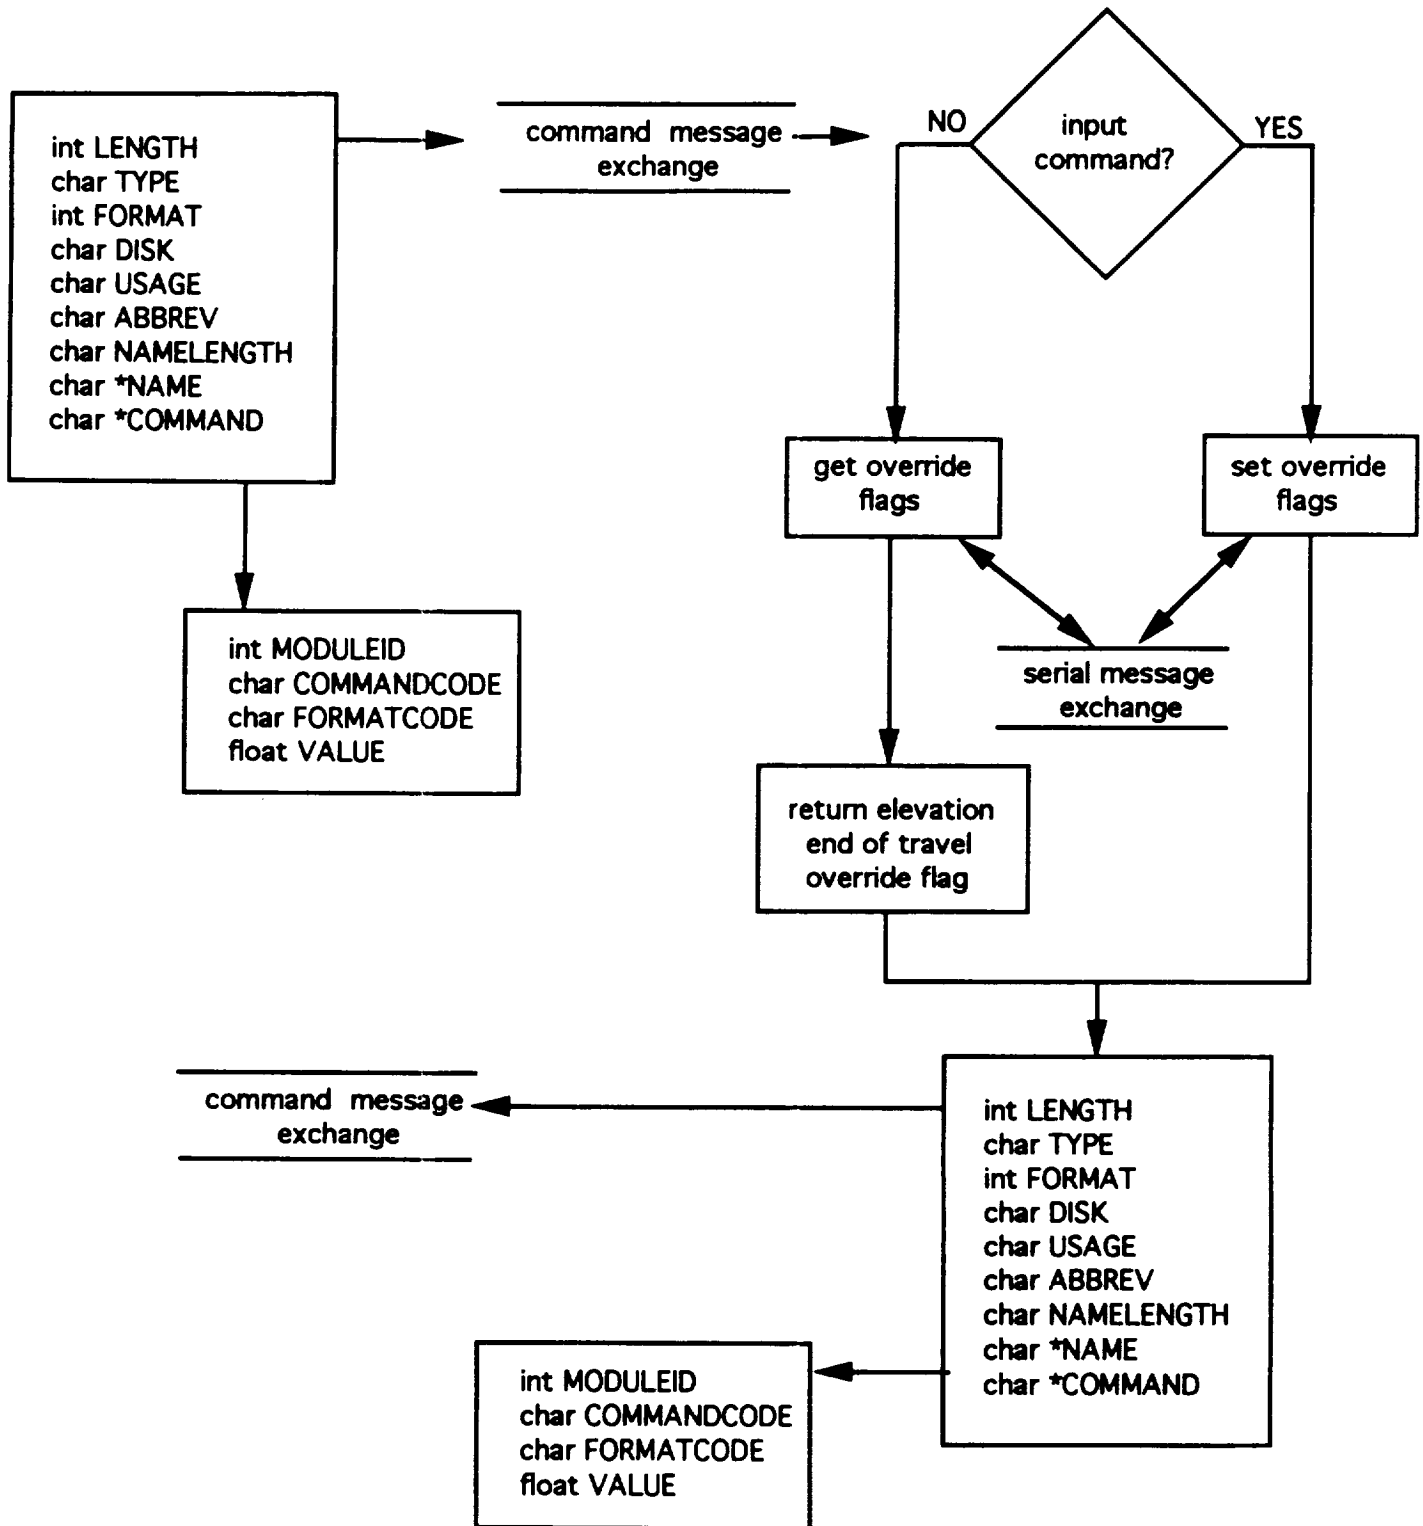 int LENGTH
char TYPE
int FORMAT
char DISK
char USAGE
char ABBREV
char NAMELENGTH
char *NAME
char *COMMAND
command message
exchange
NO
input
command?
YES
int MODULEID
char COMMANDCODE
char FORMATCODE
float VALUE
get override
flags
set override
flags
serial message
exchange
return elevation
end of travel
override flag
command message
exchange
int LENGTH
char TYPE
int FORMAT
char DISK
char USAGE
char ABBREV
char NAMELENGTH
char *NAME
char *COMMAND
int MODULEID
char COMMANDCODE
char FORMATCODE
float VALUE